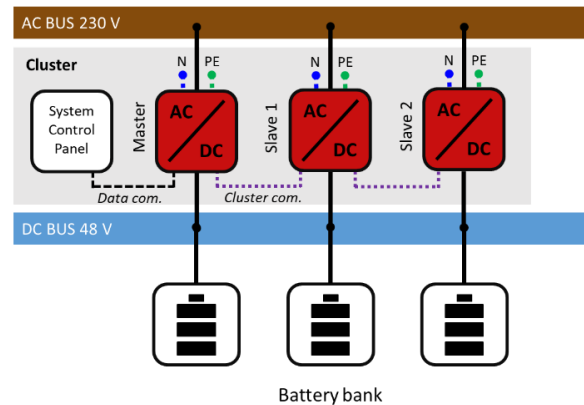 AC BUS 230 V
Cluster
N
PE
N
PE
N
PE
System
Control
Panel
Master
AC
DC
Slave 1
AC
DC
Slave 2
AC
DC
Data com.
Cluster com.
DC BUS 48 V
Battery bank